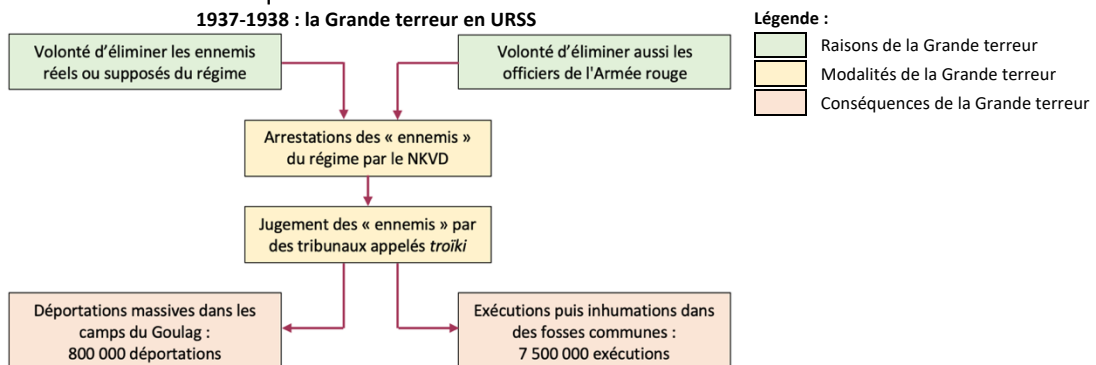 1937-1938 : la Grande terreur en URSS
Volonté d’éliminer les ennemis
réels ou supposés du régime
Volonté d’éliminer aussi les
officiers de l'Armée rouge
Arrestations des « ennemis »
du régime par le NKVD
Jugement des « ennemis » par
des tribunaux appelés troïki
Déportations massives dans les
camps du Goulag :
800 000 déportations
Exécutions puis inhumations dans
des fosses communes :
7 500 000 exécutions
Légende :
Raisons de la Grande terreur
Modalités de la Grande terreur
Conséquences de la Grande terreur